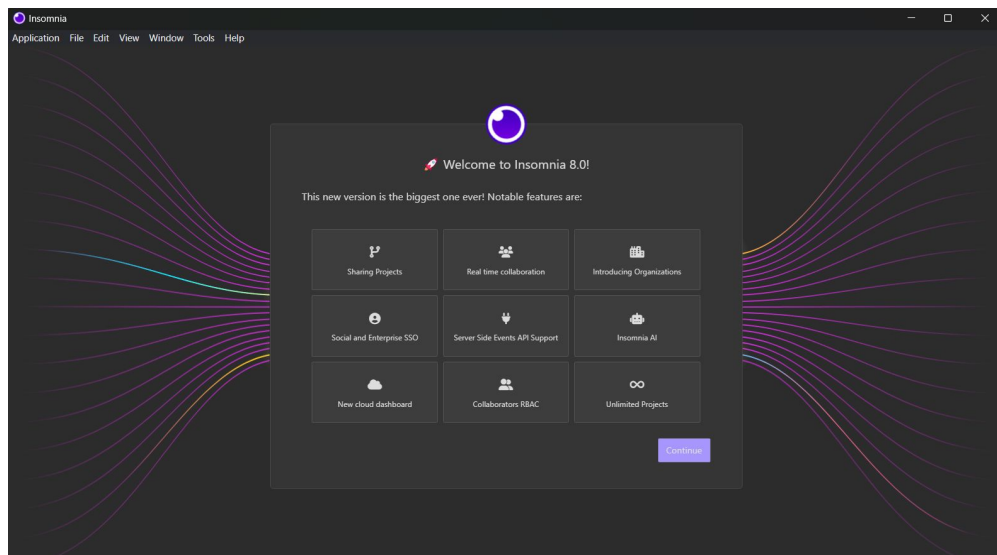 Insomnia
Application File Edit View Window Tools Help
🚀 Welcome to Insomnia 8.0!
This new version is the biggest one ever! Notable features are:
Sharing Projects
Real time collaboration
Introducing Organizations
Social and Enterprise SSO
Server Side Events API Support
Insomnia AI
New cloud dashboard
Collaborators RBAC
Unlimited Projects
Continue